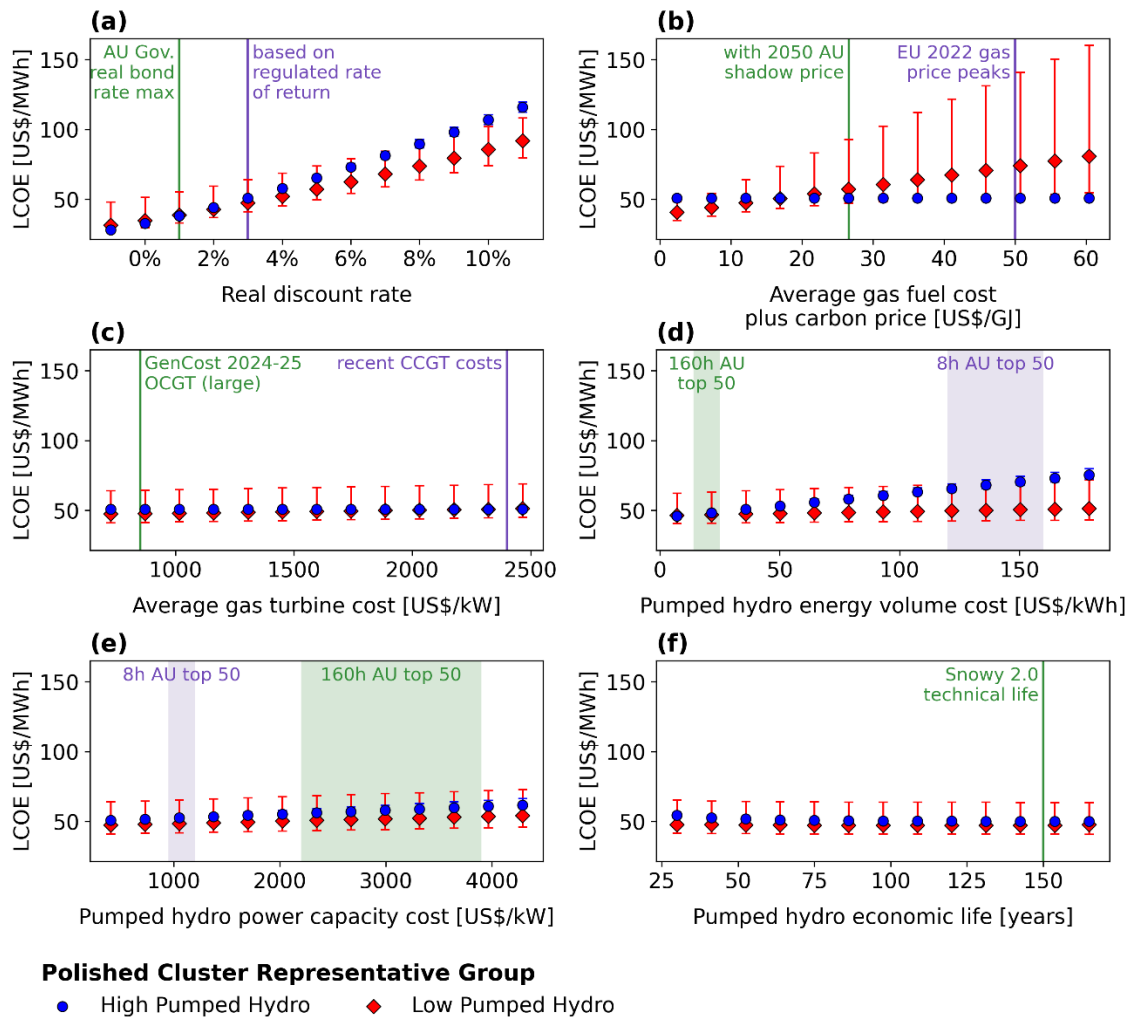 (a)
AU Gov.
real bond
rate max
based on
regulated rate
of return
LCOE [US$/MWh]
150
100
50
0% 2% 4% 6% 8% 10%
Real discount rate
(b)
with 2050 AU
shadow price
EU 2022 gas
price peaks
LCOE [US$/MWh]
150
100
50
0 10 20 30 40 50 60
Average gas fuel cost
plus carbon price [US$/GJ]
(c)
GenCost 2024-25
OCGT (large)
recent CCGT costs
LCOE [US$/MWh]
150
100
50
1000 1500 2000 2500
Average gas turbine cost [US$/kW]
(d)
160h AU
top 50
8h AU top 50
LCOE [US$/MWh]
150
100
50
0 50 100 150
Pumped hydro energy volume cost [US$/kWh]
(e)
8h AU top 50
160h AU top 50
LCOE [US$/MWh]
150
100
50
1000 2000 3000 4000
Pumped hydro power capacity cost [US$/kW]
(f)
Snowy 2.0
technical life
LCOE [US$/MWh]
150
100
50
25 50 75 100 120 150 165
Pumped hydro economic life [years]
Polished Cluster Representative Group
High Pumped Hydro
Low Pumped Hydro